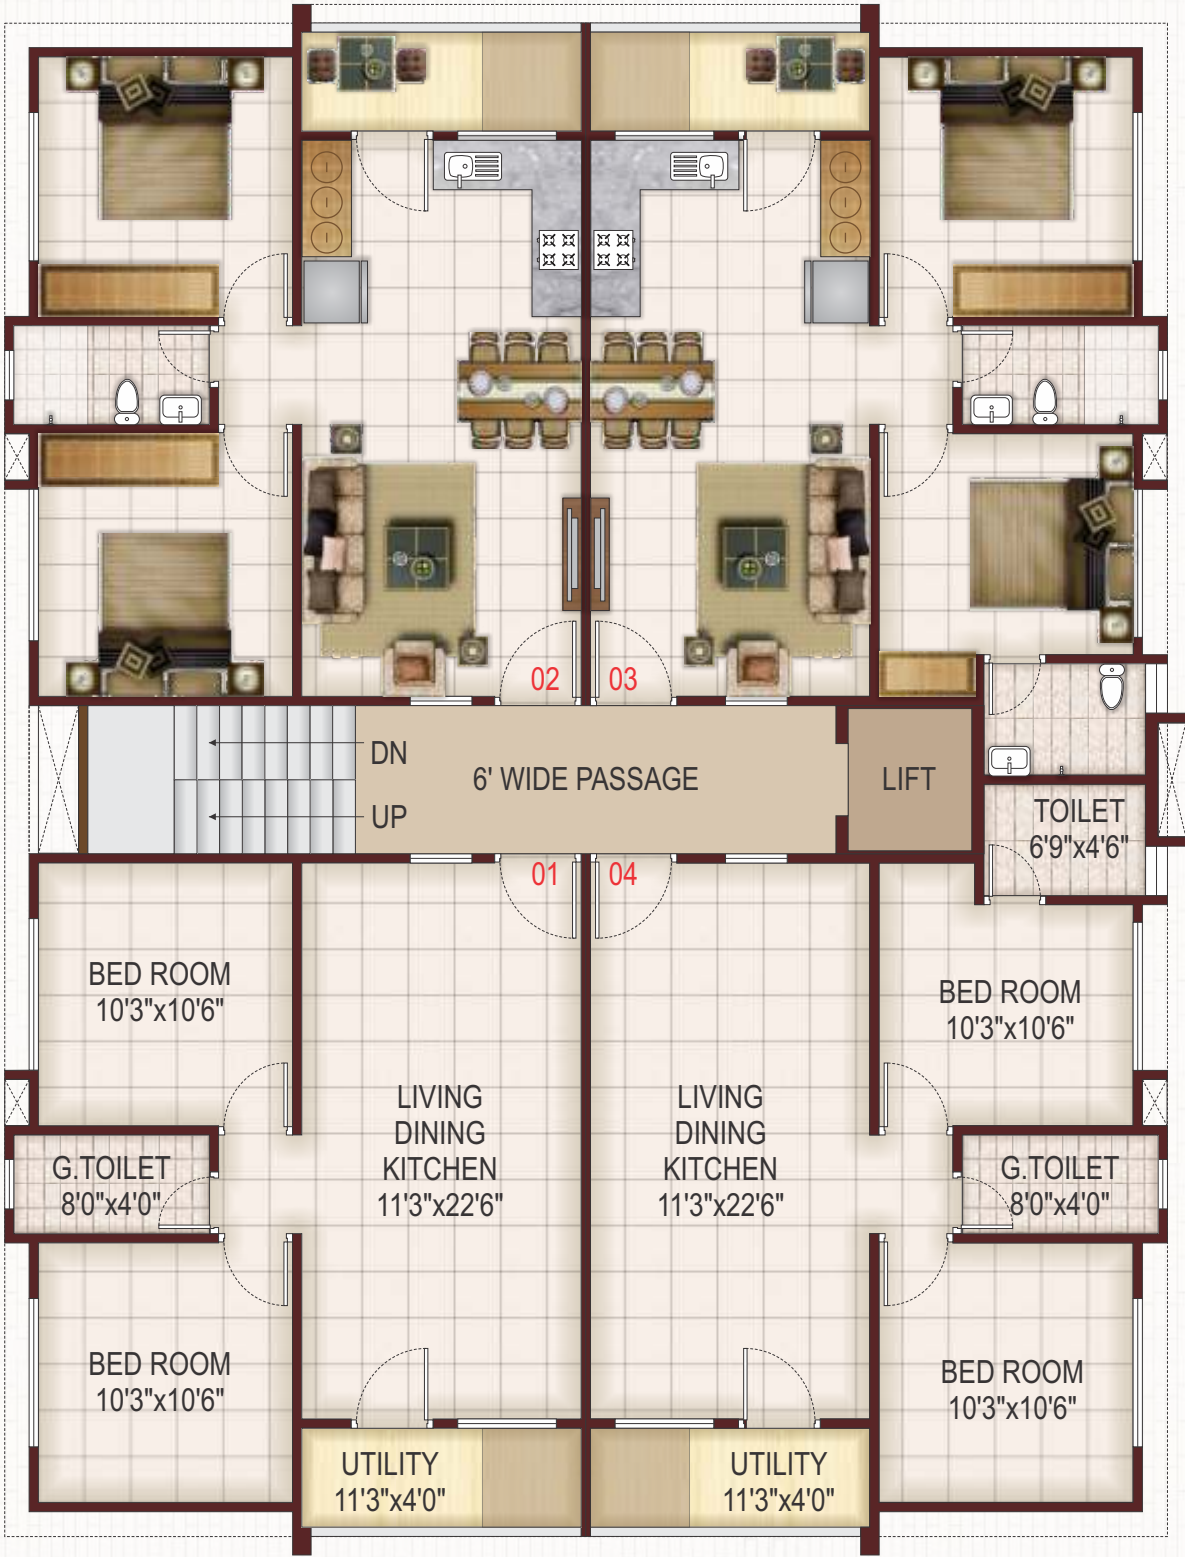 02
03
DN
6' WIDE PASSAGE
LIFT
UP
TOILET
6'9"x4'6"
01
04
BED ROOM
10'3"x10'6"
BED ROOM
10'3"x10'6"
LIVING
DINING
KITCHEN
11'3"x22'6"
LIVING
DINING
KITCHEN
11'3"x22'6"
G.TOILET
8'0"x4'0"
G.TOILET
8'0"x4'0"
BED ROOM
10'3"x10'6"
BED ROOM
10'3"x10'6"
UTILITY
11'3"x4'0"
UTILITY
11'3"x4'0"